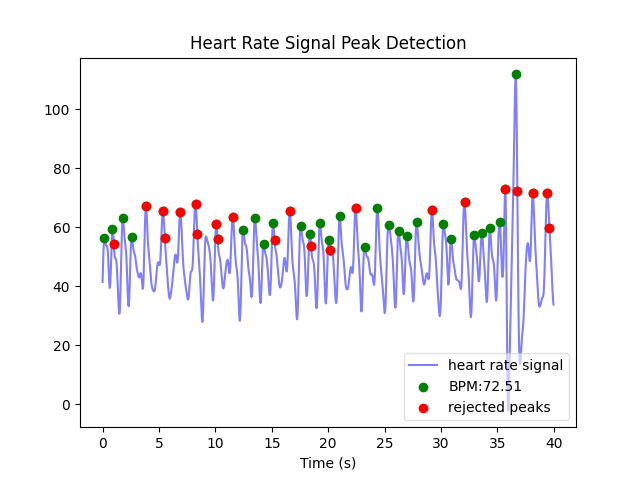 Heart Rate Signal Peak Detection
100
80
60
40
20
0
heart rate signal
BPM:72.51
rejected peaks
0 5 10 15 20 25 30 35 40
Time (s)